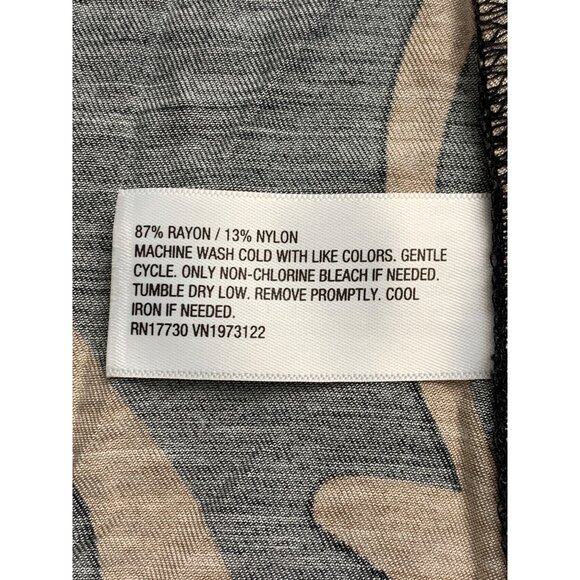 87% RAYON / 13% NYLON
MACHINE WASH COLD WITH LIKE COLORS. GENTLE
CYCLE. ONLY NON-CHLORINE BLEACH IF NEEDED.
TUMBLE DRY LOW. REMOVE PROMPTLY. COOL
IRON IF NEEDED.
RN17730 VN1973122